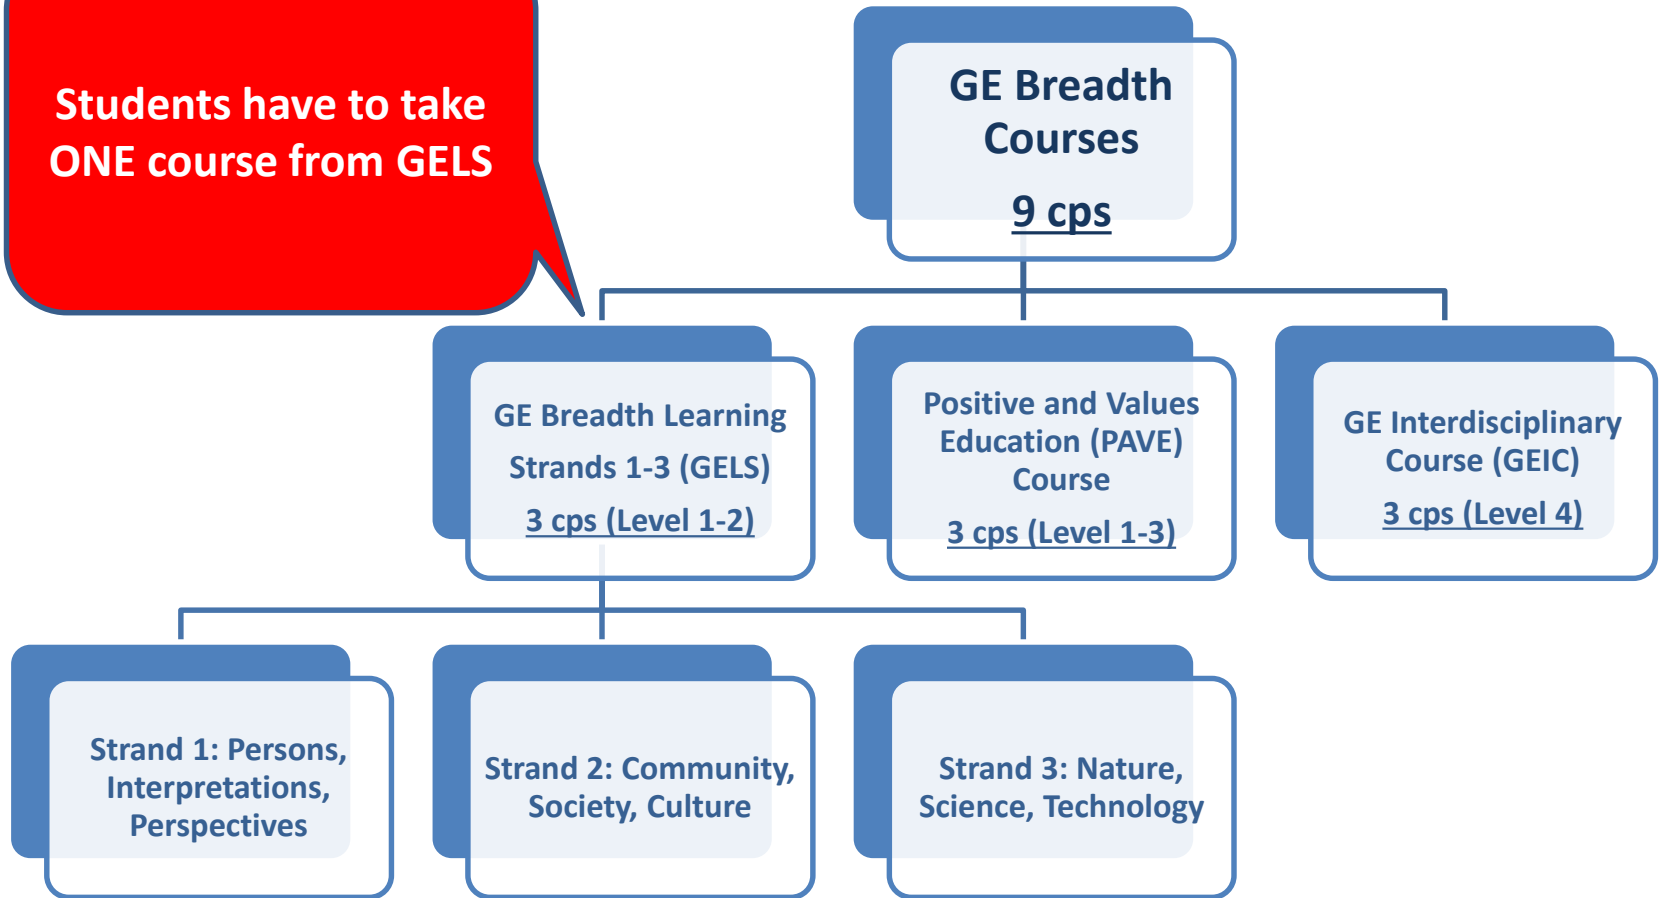 Students have to take
ONE course from GELS
GE Breadth
Courses
9 cps
GE Breadth Learning
Strands 1-3 (GELS)
3 cps (Level 1-2)
Positive and Values
Education (PAVE)
Course
3 cps (Level 1-3)
GE Interdisciplinary
Course (GEIC)
3 cps (Level 4)
Strand 1: Persons,
Interpretations,
Perspectives
Strand 2: Community,
Society, Culture
Strand 3: Nature,
Science, Technology